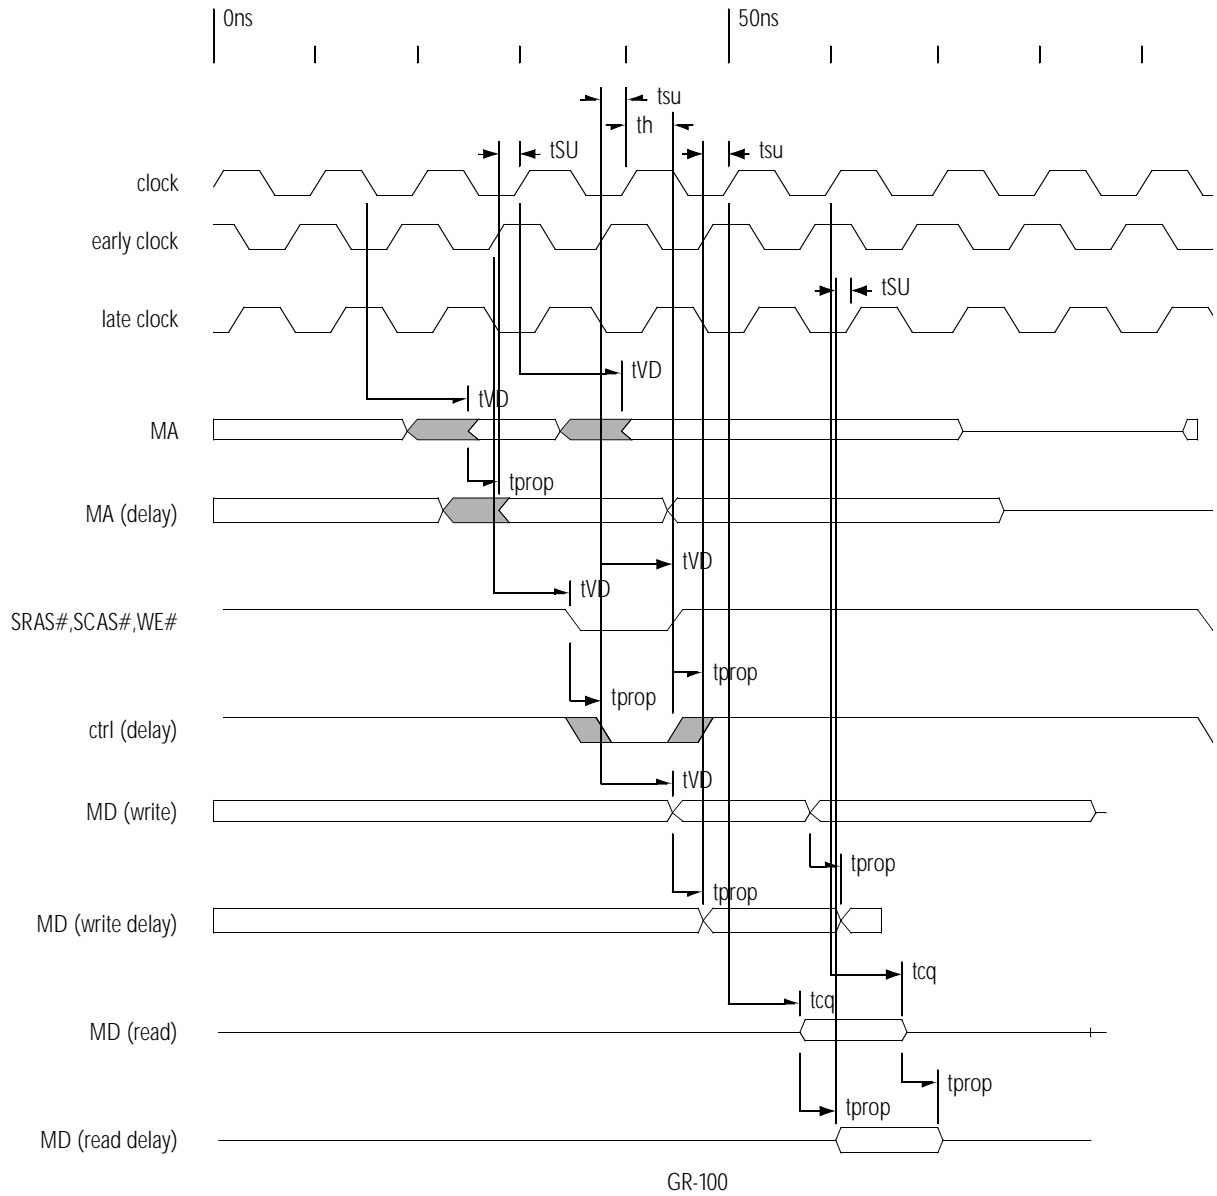 0ns 50ns
tsu
th
tSU tsu
clock
early clock
tSU
late clock
tVD
tVD
MA
tprop
MA (delay)
tVD
tVD
SRAS#,SCAS#,WE#
tprop
tprop
ctrl (delay)
tVD
MD (write)
tprop
tprop
MD (write delay)
tcq
tcq
MD (read)
tprop
tprop
MD (read delay)
GR-100